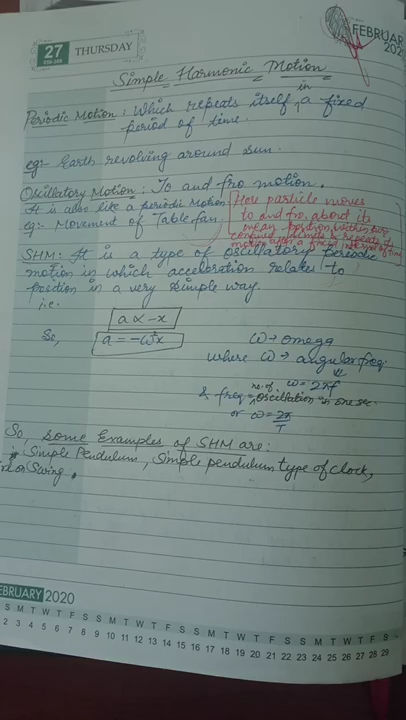 27
THURSDAY
FEBRUAR
202
Simple Harmonic Motion
Periodic Motion : Which repeats itself in a fixed
period of time.
eg:- Earth revolving around sun.
Oscillatory Motion : To and fro motion.
It is also like a periodic Motion
eg:- Movement of Table fan.
Here particle moves
to and fro, about its
mean position, within two
SHM: It is a type of oscillatory periodic
motion in which acceleration relates to
position in a very simple way.
i.e.
a ∝ -x
So, a = -ω²x
ω → omega
where ω → angular freq.
ω = 2πf
& freq = no. of oscillation in one sec.
or ω = 2π/T
So, some Examples of SHM are:
Simple Pendulum, Simple pendulum type of clock,
Swing.
EBRUARY 2020
S S M T W T F S S M T W T F S S M T W T F S S M T W T F S
2 3 4 5 6 7 8 9 10 11 12 13 14 15 16 17 18 19 20 21 22 23 24 25 26 27 28 29